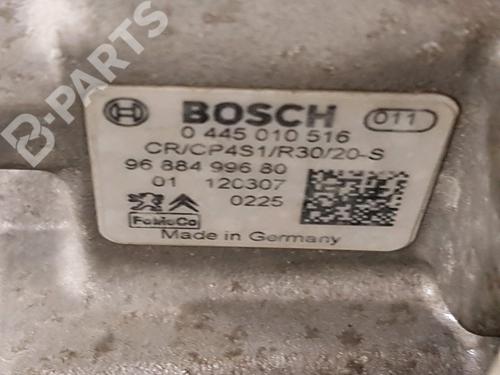 B-PARTS
BOSCH
011
0 445 010 516
CR/CP4S1/R30/20-S
96 884 996 80
01 120307
0225
FoMoCo
Made in Germany